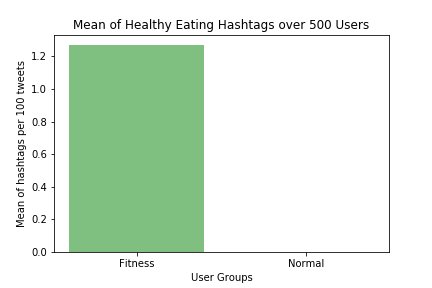 Mean of Healthy Eating Hashtags over 500 Users
Mean of hashtags per 100 tweets
1.2
1.0
0.8
0.6
0.4
0.2
0.0
Fitness Normal
User Groups